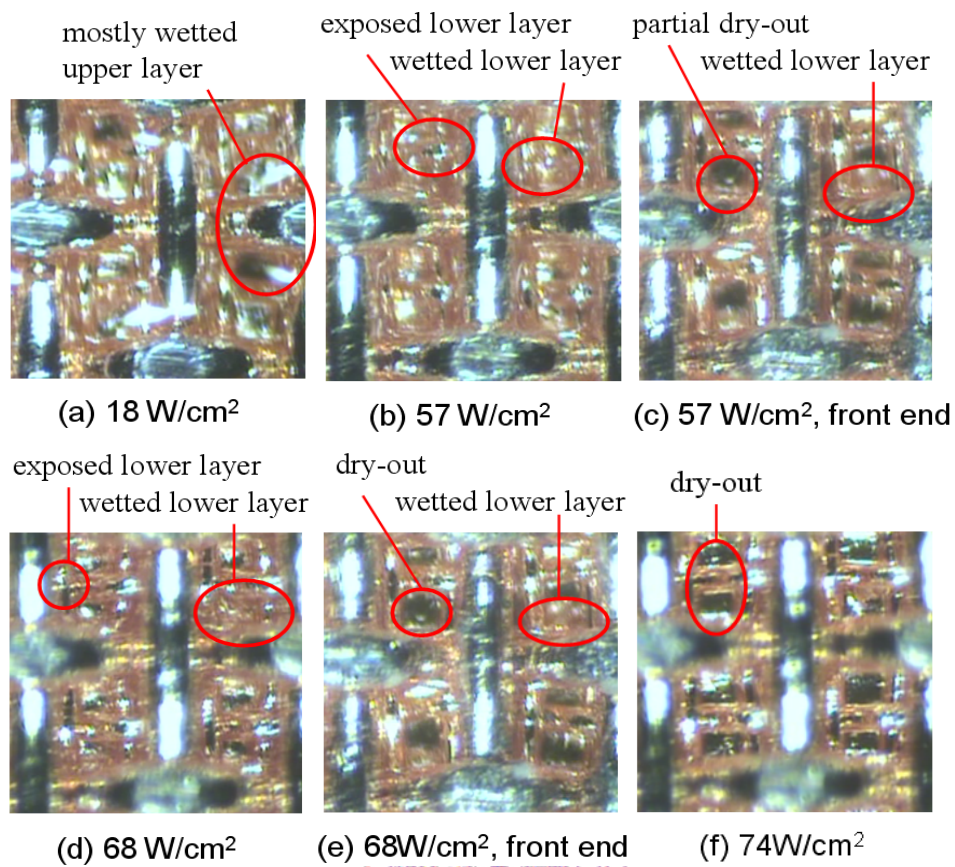 mostly wetted
upper layer
exposed lower layer
wetted lower layer
partial dry-out
wetted lower layer
(a) 18 W/cm²
(b) 57 W/cm²
(c) 57 W/cm², front end
exposed lower layer
wetted lower layer
dry-out
wetted lower layer
dry-out
(d) 68 W/cm²
(e) 68W/cm², front end
(f) 74W/cm²